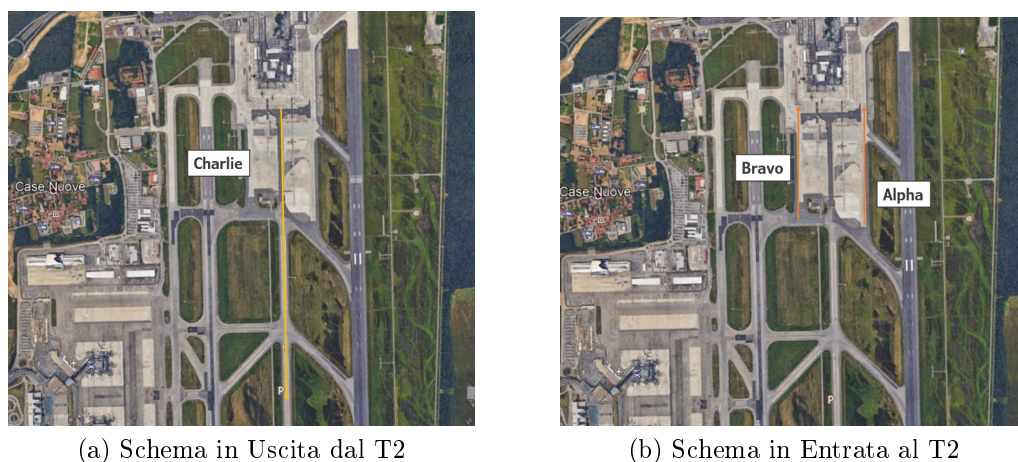 Charlie
Case Nuove
P
(a) Schema in Uscita dal T2
Bravo
Alpha
Case Nuove
P
(b) Schema in Entrata al T2